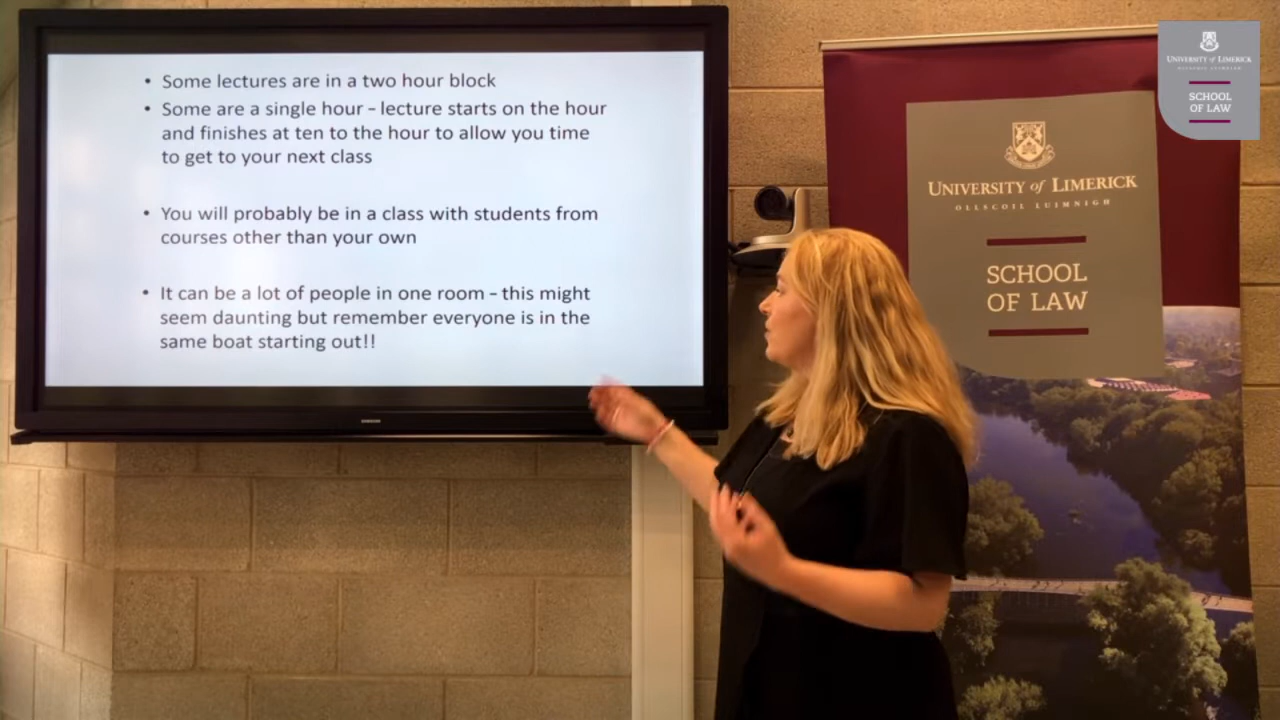 • Some lectures are in a two hour block
• Some are a single hour – lecture starts on the hour
and finishes at ten to the hour to allow you time
to get to your next class
• You will probably be in a class with students from
courses other than your own
• It can be a lot of people in one room – this might
seem daunting but remember everyone is in the
same boat starting out!!
SAMSUNG
UNIVERSITY of LIMERICK
OLLSCOIL LUIMNIGH
SCHOOL
OF LAW
UNIVERSITY of LIMERICK
OLLSCOIL LUIMNIGH
SCHOOL
OF LAW